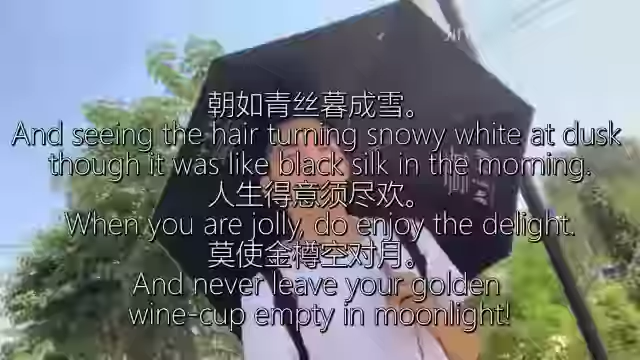 朝如青丝暮成雪。
And seeing the hair turning snowy white at dusk
though it was like black silk in the morning.
人生得意须尽欢。
When you are jolly, do enjoy the delight.
莫使金樽空对月。
And never leave your golden
wine-cup empty in moonlight!